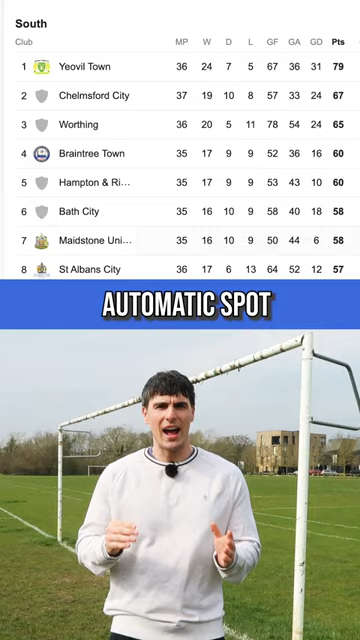 South
Club MP W D L GF GA GD Pts
1 Yeovil Town 36 24 7 5 67 36 31 79
2 Chelmsford City 37 19 10 8 57 33 24 67
3 Worthing 36 20 5 11 78 54 24 65
4 Braintree Town 35 17 9 9 52 36 16 60
5 Hampton & Ri... 35 17 9 9 53 43 10 60
6 Bath City 35 16 10 9 58 40 18 58
7 Maidstone Uni... 35 16 10 9 50 44 6 58
8 St Albans City 36 17 6 13 64 52 12 57
AUTOMATIC SPOT